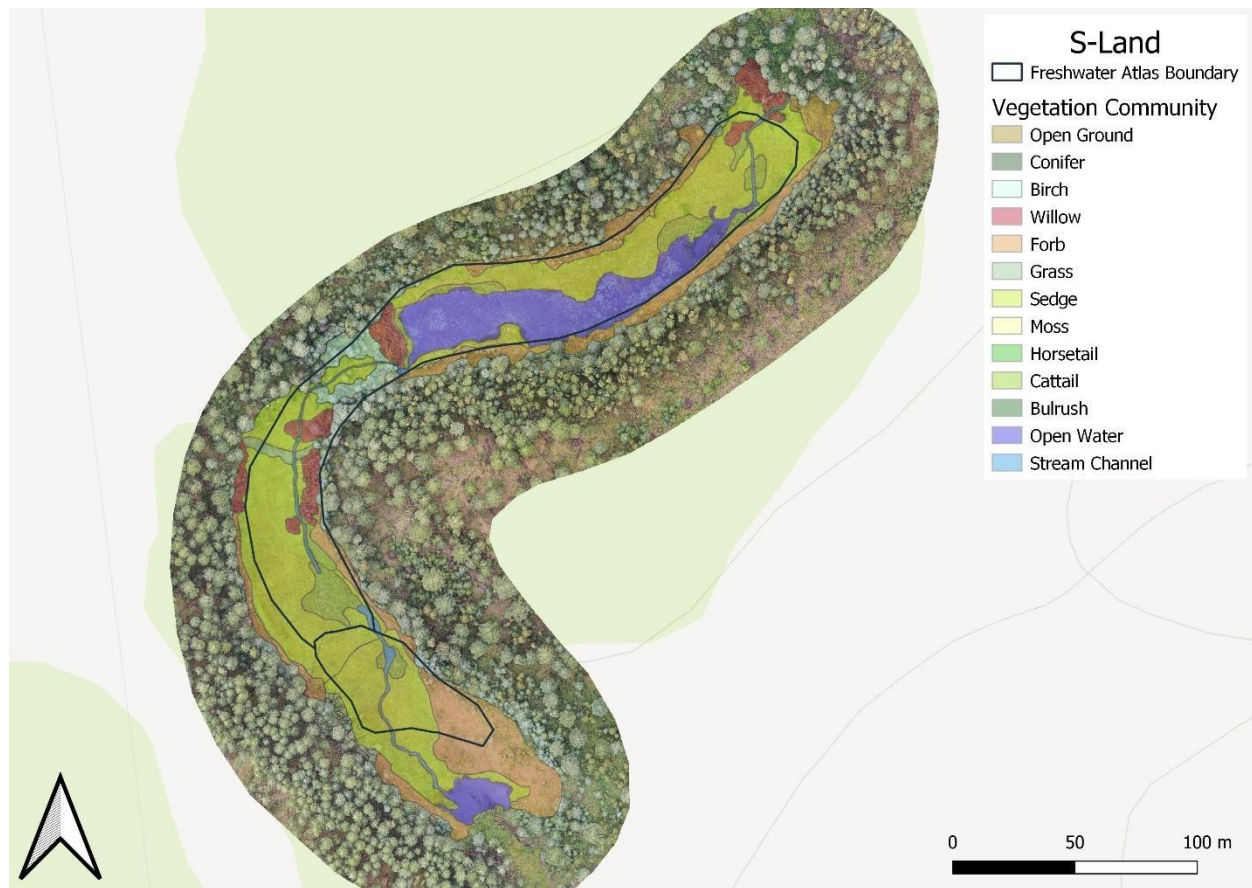 S-Land
Freshwater Atlas Boundary
Vegetation Community
Open Ground
Conifer
Birch
Willow
Forb
Grass
Sedge
Moss
Horsetail
Cattail
Bulrush
Open Water
Stream Channel
0 50 100 m